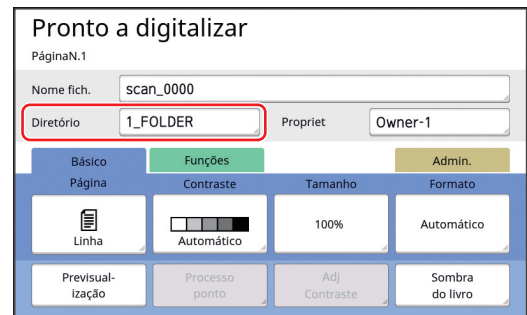 Pronto a digitalizar
PáginaN.1
Nome fich. scan_0000
Diretório 1_FOLDER Propriet Owner-1
Básico Funções Admin.
Página Contraste Tamanho Formato
Linha Automático 100% Automático
Previsual-
ização
Processo
ponto
Adj
Contraste
Sombra
do livro